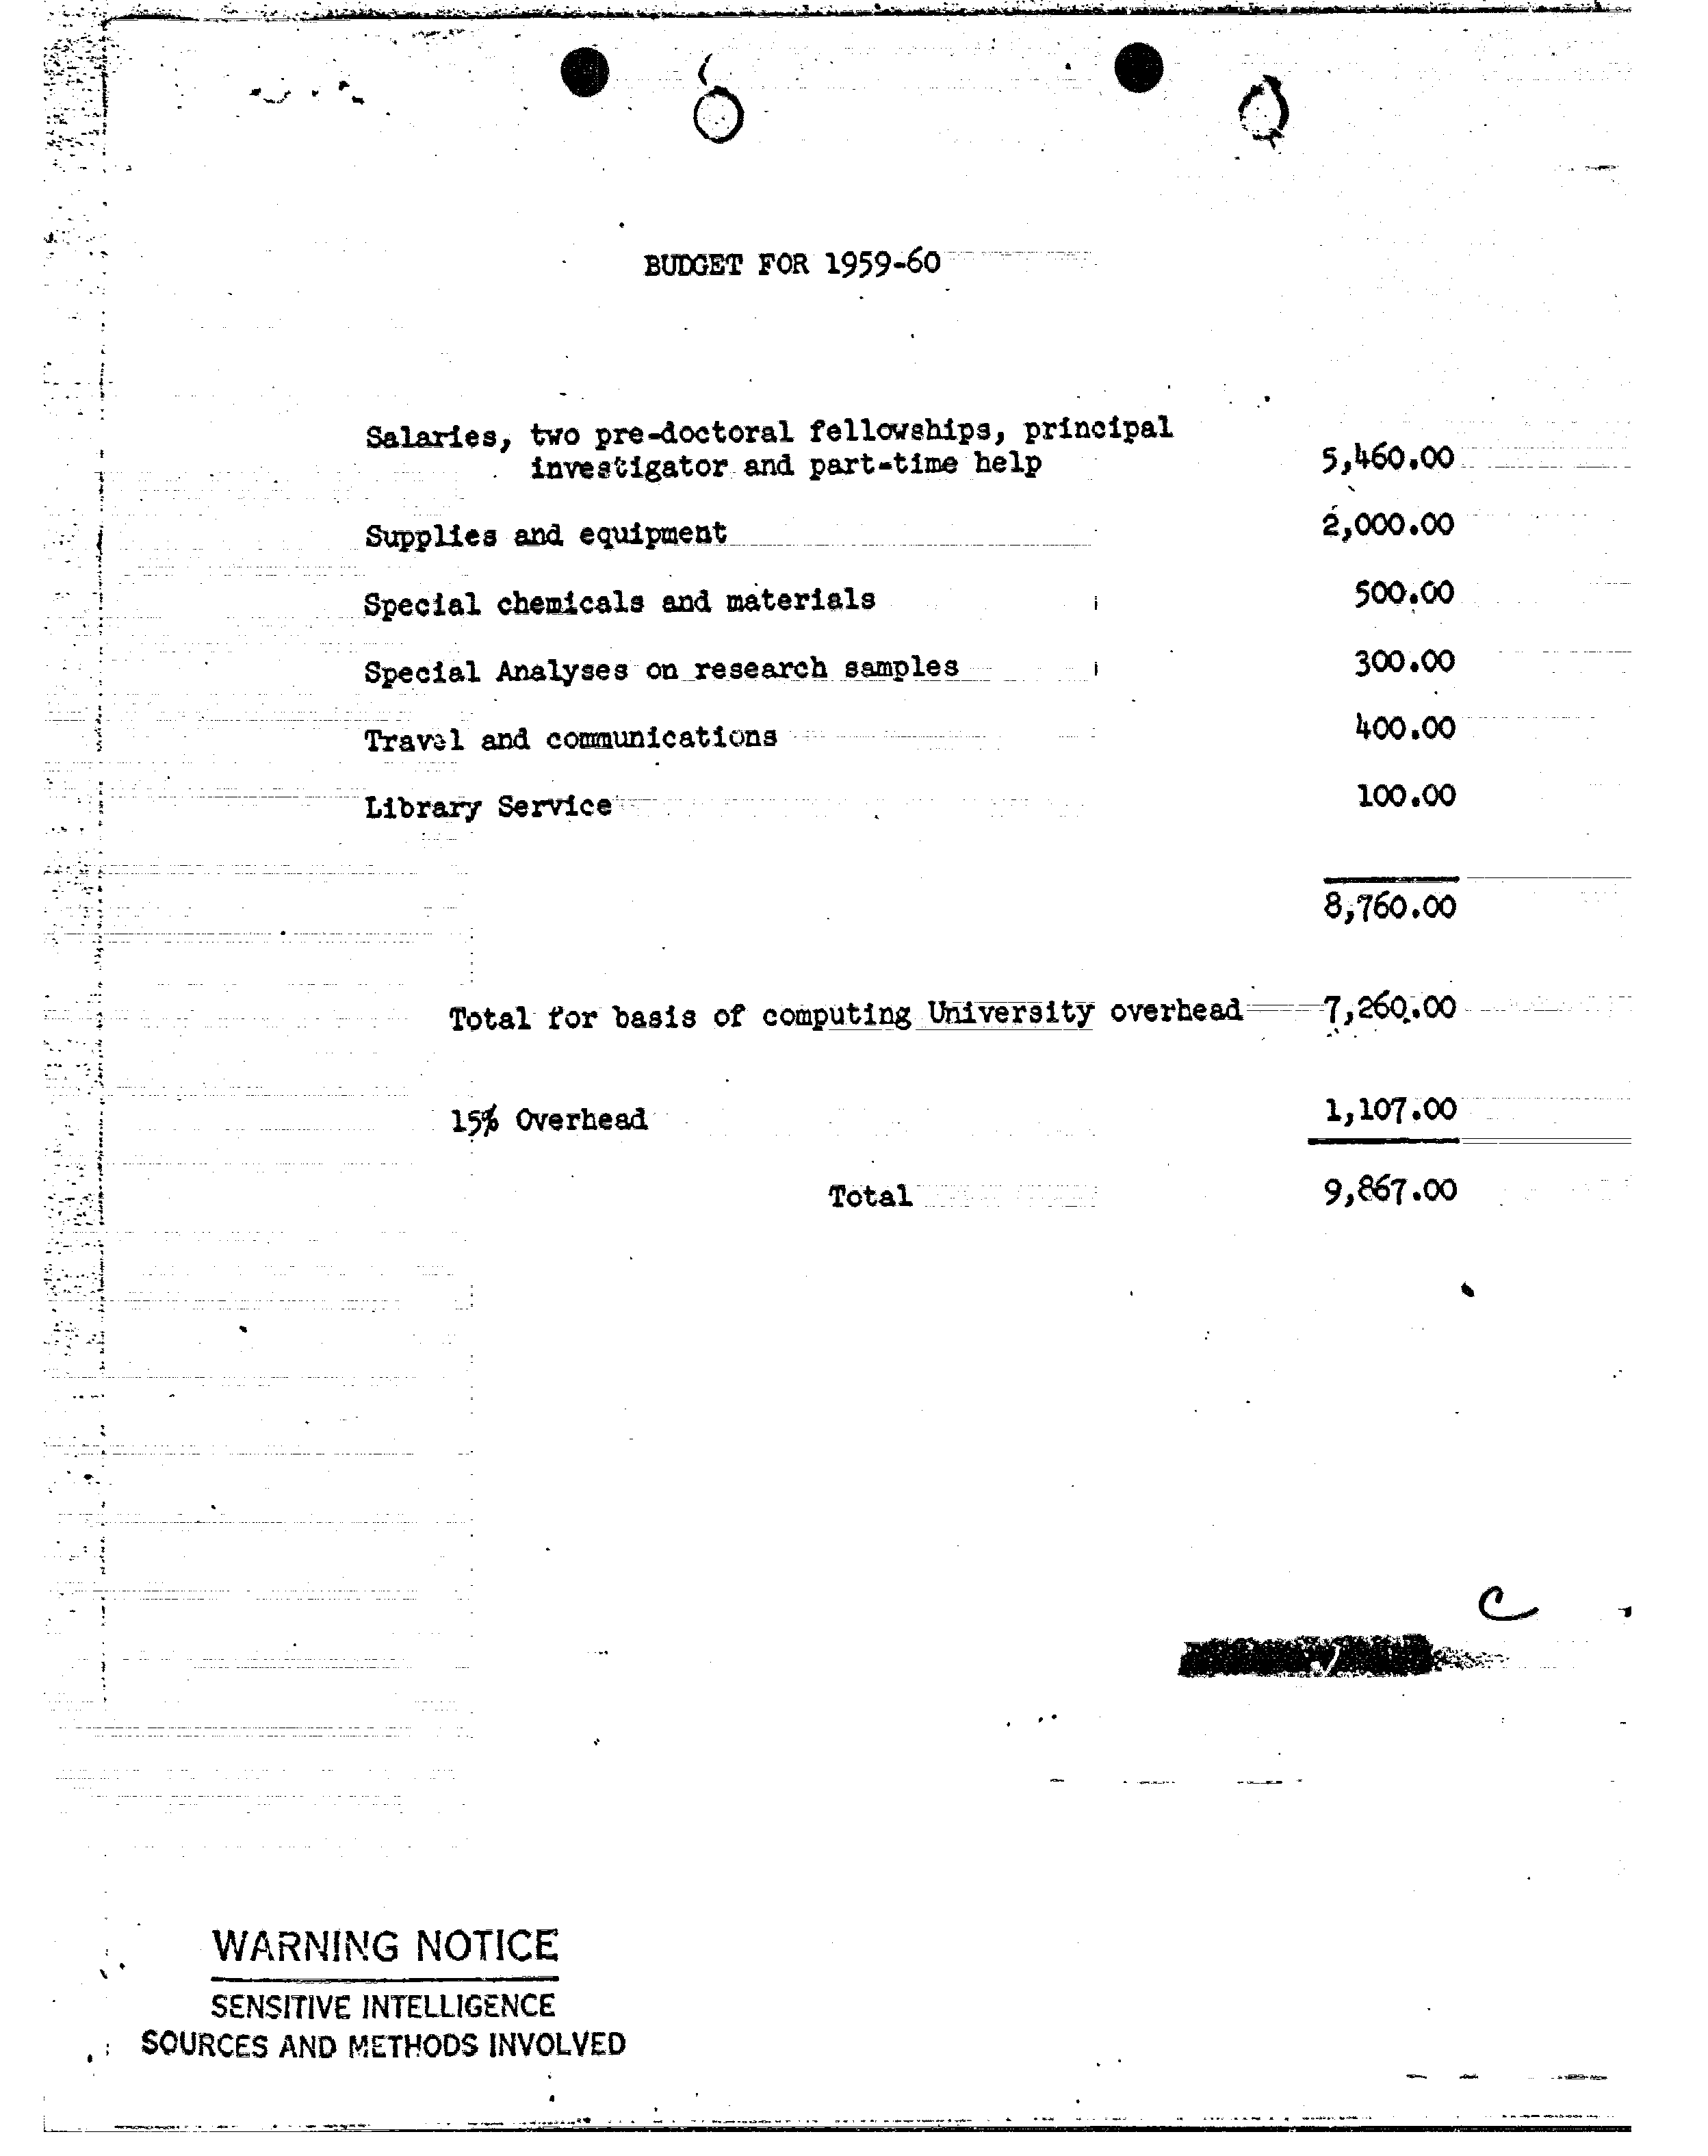 BUDGET FOR 1959-60
Salaries, two pre-doctoral fellowships, principal
investigator and part-time help 5,460.00
Supplies and equipment 2,000.00
Special chemicals and materials 500.00
Special Analyses on research samples 300.00
Travel and communications 400.00
Library Service 100.00
8,760.00
Total for basis of computing University overhead 7,260.00
15% Overhead 1,107.00
Total 9,867.00
C
WARNING NOTICE
SENSITIVE INTELLIGENCE
SOURCES AND METHODS INVOLVED